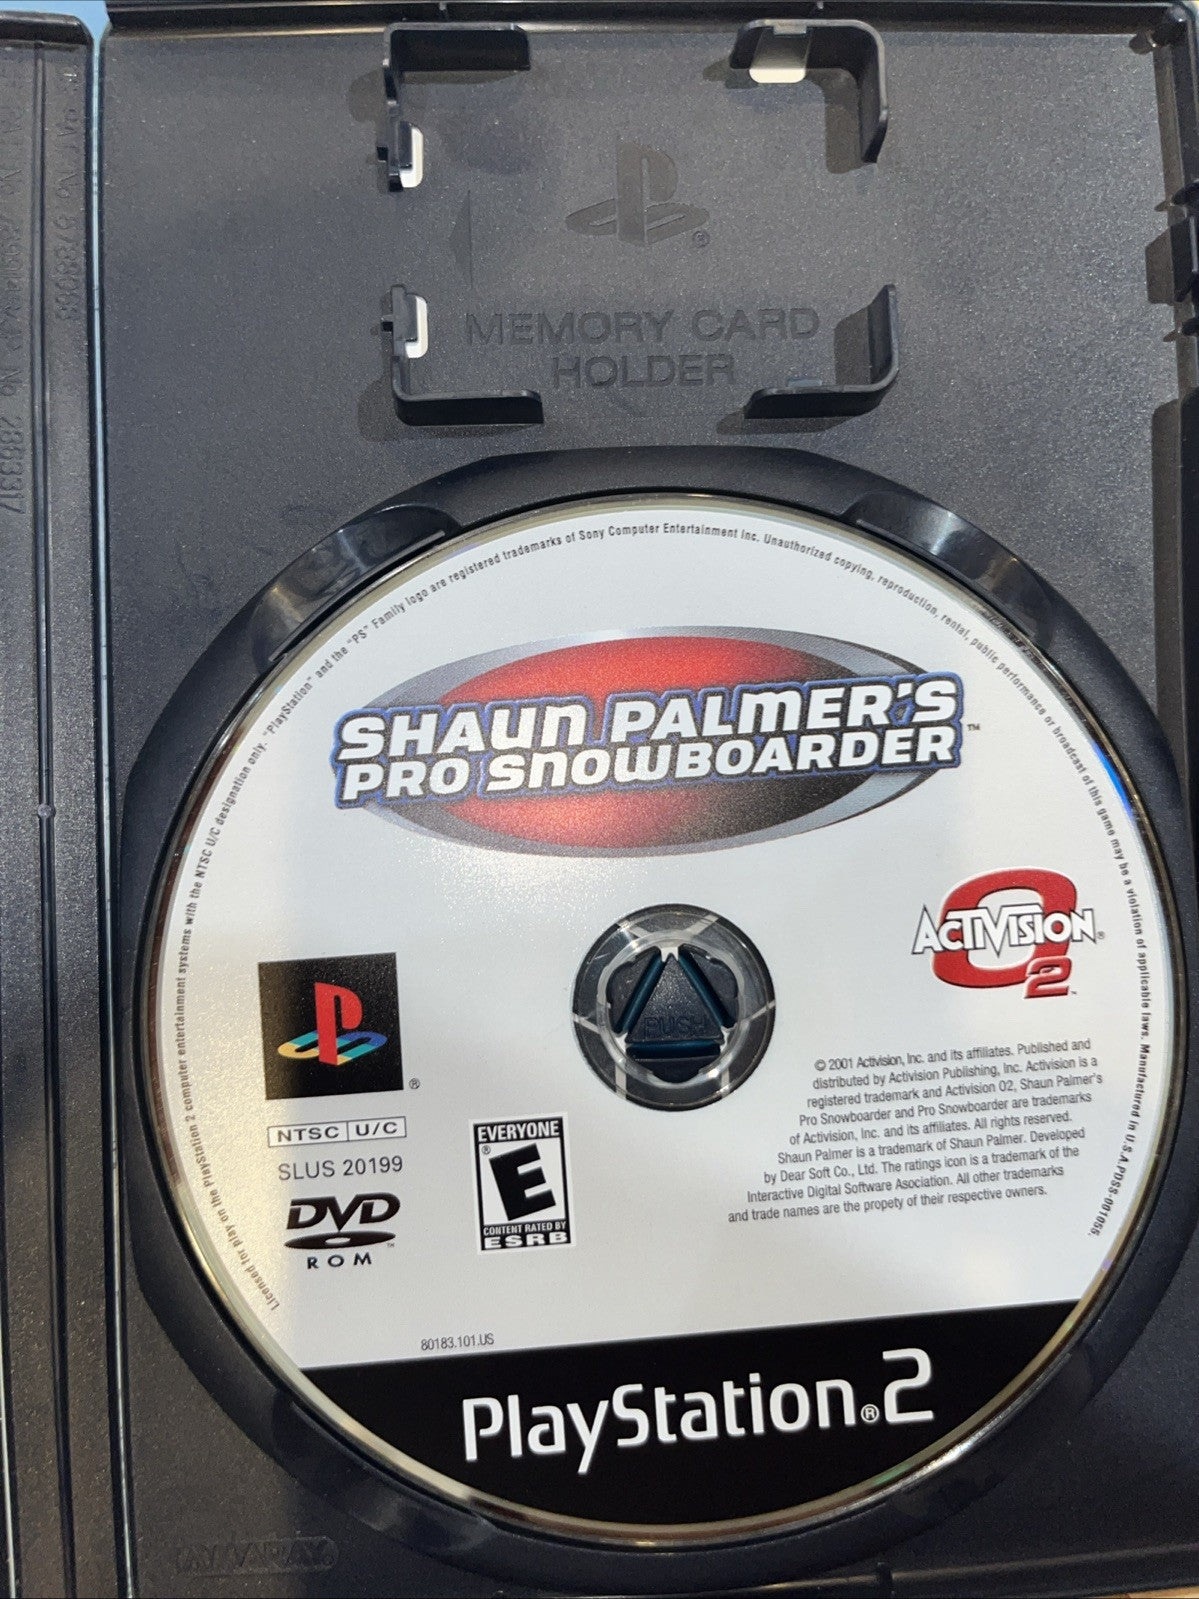 MEMORY CARD
HOLDER
Licensed for play on the PlayStation 2 computer entertainment systems with the NTSC U/C designation only. "PlayStation" and the "PS" Family logo are registered trademarks of Sony Computer Entertainment Inc. Unauthorized copying, reproduction, rental, public performance or broadcast of this game may be a violation of applicable laws. Manufactured in U.S.A.
SHAUN PALMER'S
PRO SNOWBOARDER™
ACTIVISION®
O2™
PUSH
®
© 2001 Activision, Inc. and its affiliates. Published and
distributed by Activision Publishing, Inc. Activision is a
registered trademark and Activision 02, Shaun Palmer's
Pro Snowboarder and Pro Snowboarder are trademarks
of Activision, Inc. and its affiliates. All rights reserved.
Shaun Palmer is a trademark of Shaun Palmer. Developed
by Dear Soft Co., Ltd. The ratings icon is a trademark of the
Interactive Digital Software Asociation. All other trademarks
and trade names are the propety of their respective owners.
NTSC U/C
SLUS 20199
DVD™
ROM
EVERYONE
E®
CONTENT RATED BY
ESRB
80183.101.US
PlayStation®2